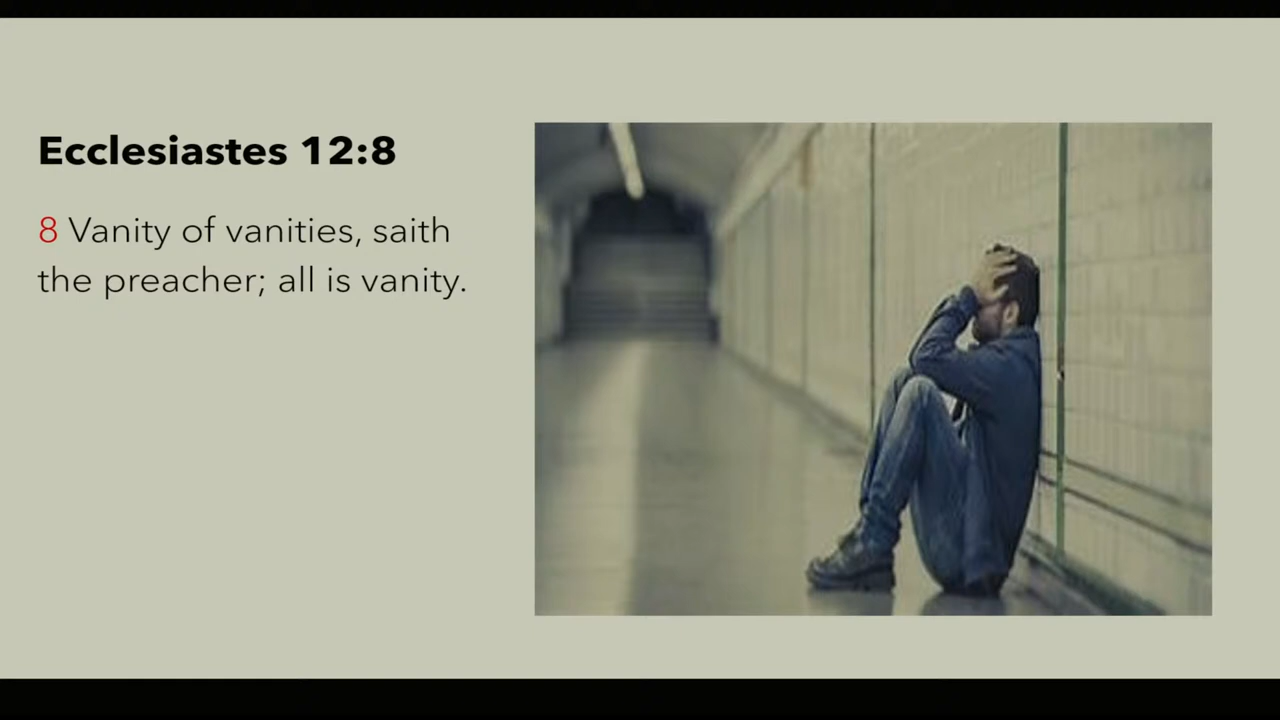 Ecclesiastes 12:8
8 Vanity of vanities, saith
the preacher; all is vanity.